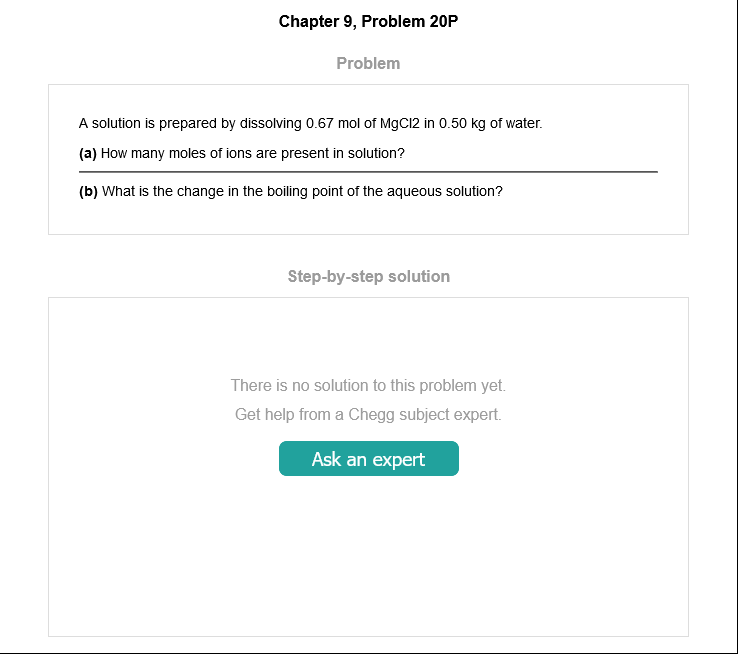 Chapter 9, Problem 20P
Problem
A solution is prepared by dissolving 0.67 mol of MgCl2 in 0.50 kg of water.
(a) How many moles of ions are present in solution?
(b) What is the change in the boiling point of the aqueous solution?
Step-by-step solution
There is no solution to this problem yet.
Get help from a Chegg subject expert.
Ask an expert